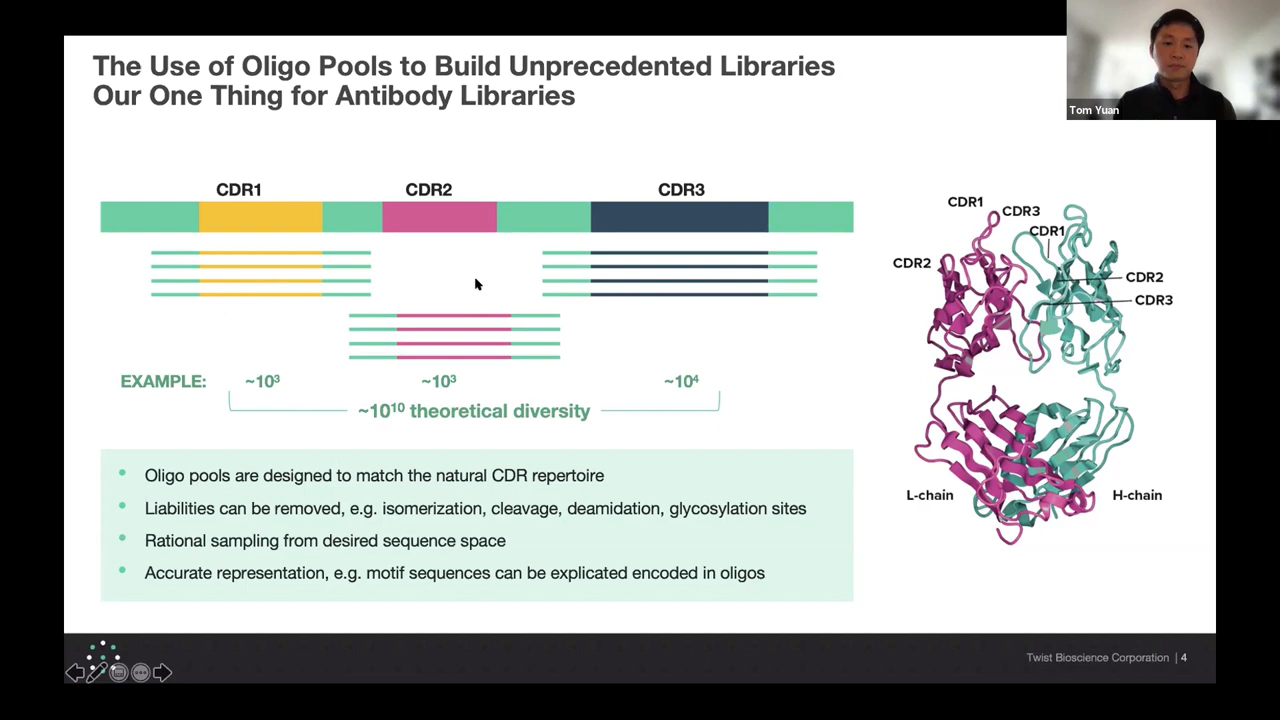 The Use of Oligo Pools to Build Unprecedented Libraries
Our One Thing for Antibody Libraries
Tom Yuan
CDR1 CDR2 CDR3
EXAMPLE: ~10³ ~10³ ~10⁴
~10¹⁰ theoretical diversity
Oligo pools are designed to match the natural CDR repertoire
Liabilities can be removed, e.g. isomerization, cleavage, deamidation, glycosylation sites
Rational sampling from desired sequence space
Accurate representation, e.g. motif sequences can be explicated encoded in oligos
CDR1
CDR3
CDR1
CDR2
CDR2
CDR3
L-chain H-chain
Twist Bioscience Corporation | 4